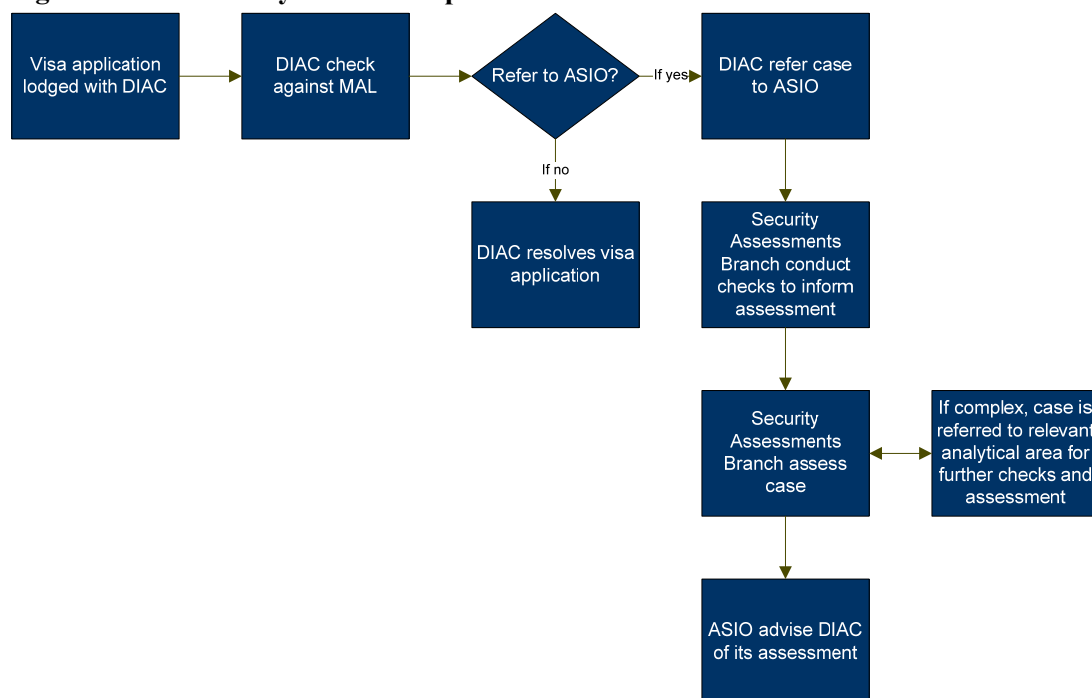 Visa application
lodged with DIAC
DIAC check
against MAL
Refer to ASIO?
If yes
DIAC refer case
to ASIO
If no
DIAC resolves visa
application
Security
Assessments
Branch conduct
checks to inform
assessment
Security
Assessments
Branch assess
case
If complex, case is
referred to relevant
analytical area for
further checks and
assessment
ASIO advise DIAC
of its assessment